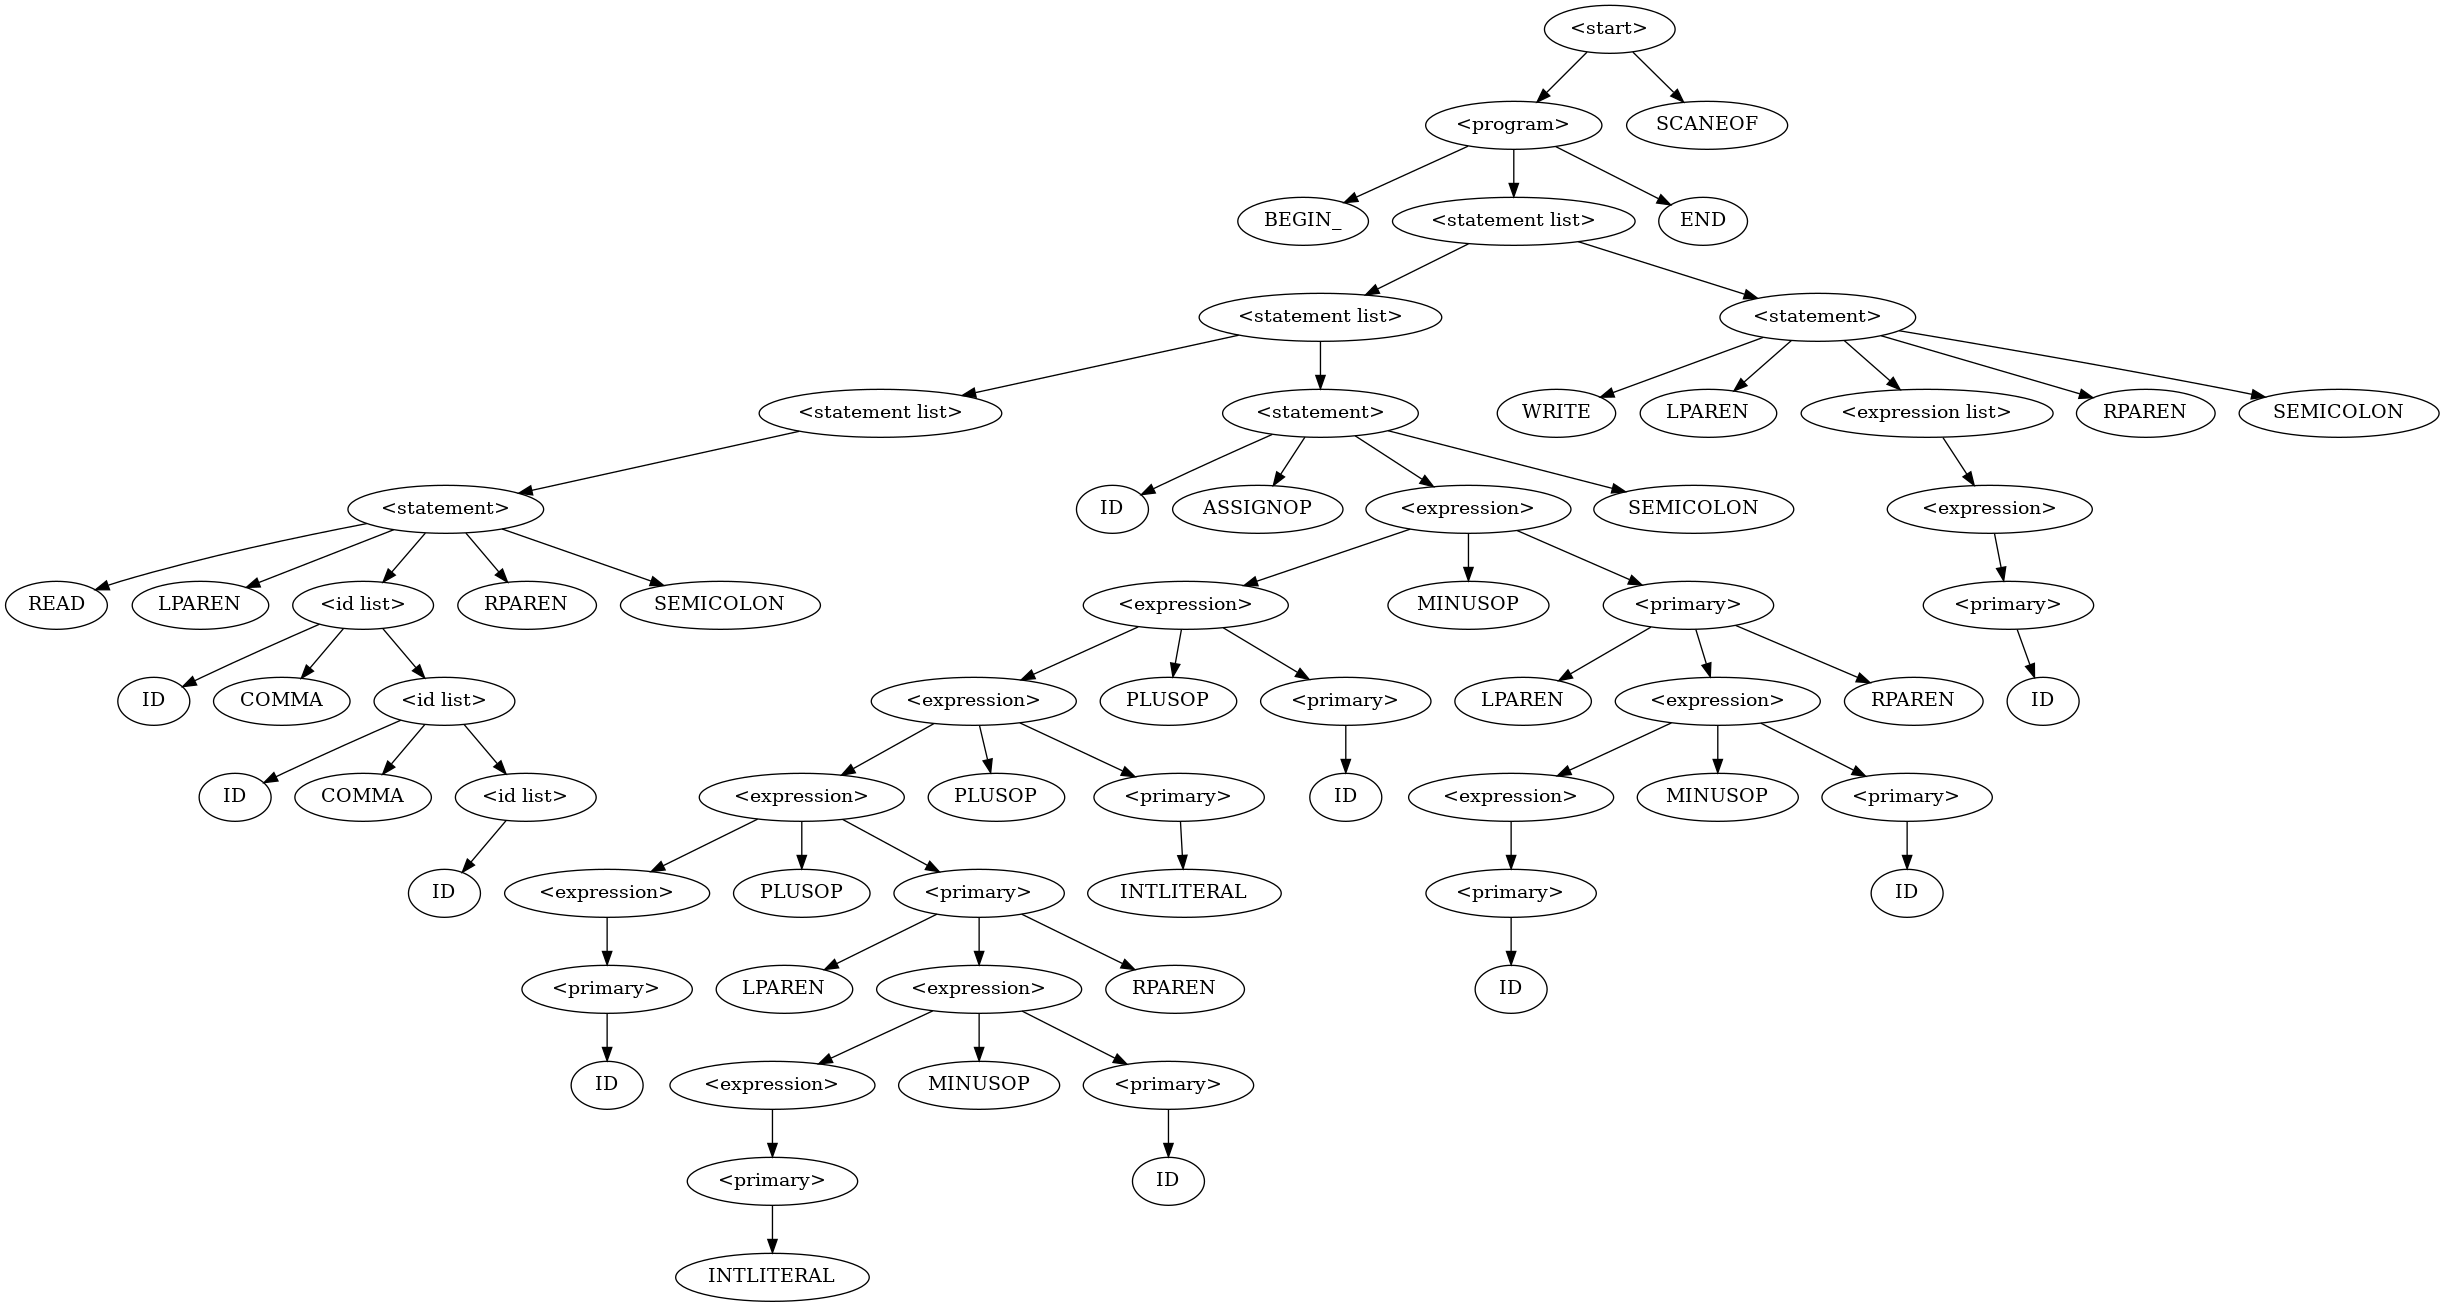 <start>
<program>
SCANEOF
BEGIN_
<statement list>
END
<statement list>
<statement>
<statement list>
<statement>
WRITE
LPAREN
<expression list>
RPAREN
SEMICOLON
<statement>
ID
ASSIGNOP
<expression>
SEMICOLON
<expression>
READ
LPAREN
<id list>
RPAREN
SEMICOLON
<expression>
MINUSOP
<primary>
<primary>
ID
COMMA
<id list>
<expression>
PLUSOP
<primary>
LPAREN
<expression>
RPAREN
ID
ID
COMMA
<id list>
<expression>
PLUSOP
<primary>
ID
<expression>
MINUSOP
<primary>
ID
<expression>
PLUSOP
<primary>
INTLITERAL
<primary>
ID
<primary>
LPAREN
<expression>
RPAREN
ID
ID
<expression>
MINUSOP
<primary>
<primary>
ID
INTLITERAL